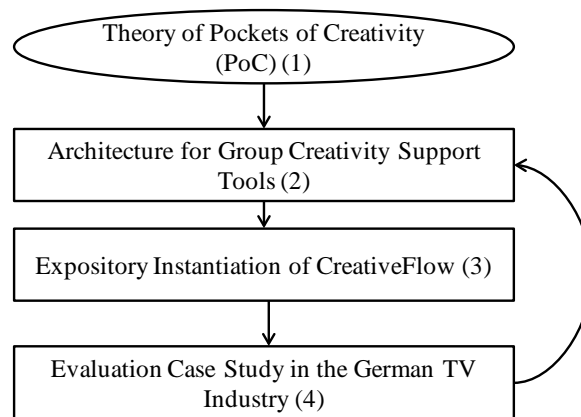 Theory of Pockets of Creativity
(PoC) (1)
Architecture for Group Creativity Support
Tools (2)
Expository Instantiation of CreativeFlow (3)
Evaluation Case Study in the German TV
Industry (4)